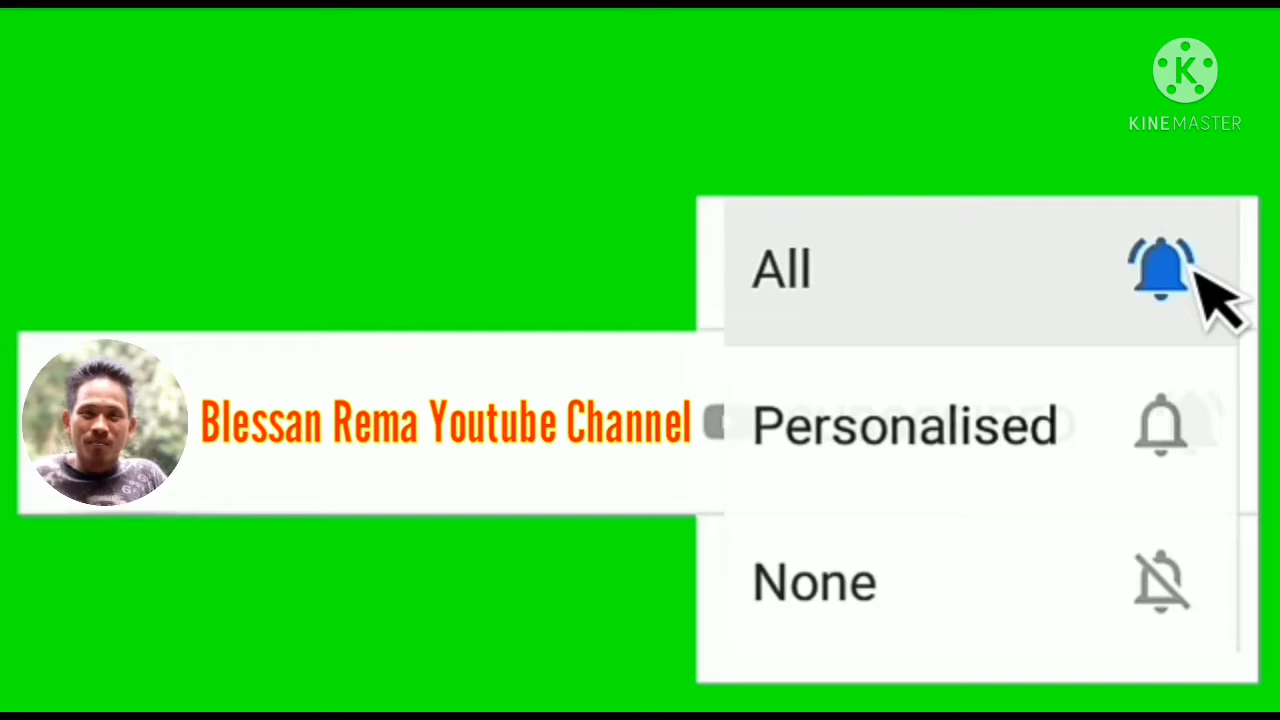 K
KINEMASTER
All
Blessan Rema Youtube Channel
Personalised
None